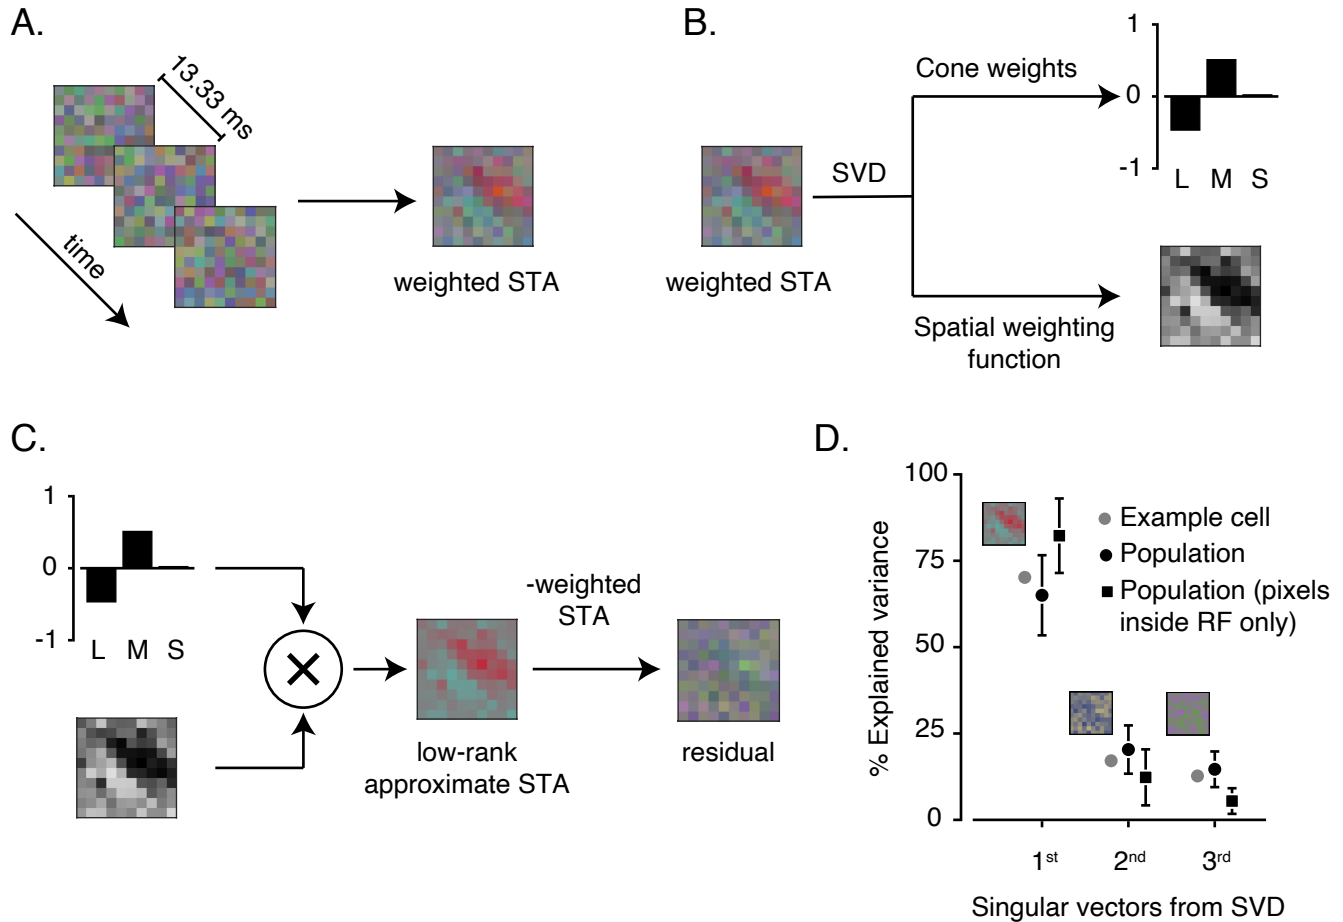 A.
13.33 ms
time
weighted STA
B.
weighted STA
SVD
Cone weights
1
0
-1
L M S
Spatial weighting
function
C.
1
0
-1
L M S
low-rank
approximate STA
-weighted
STA
residual
D.
% Explained variance
100
75
50
25
0
Example cell
Population
Population (pixels
inside RF only)
1st 2nd 3rd
Singular vectors from SVD